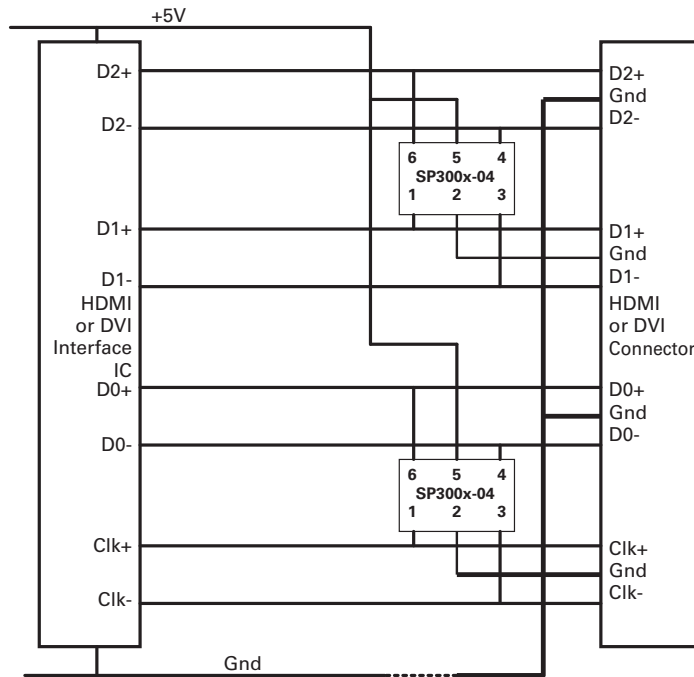 +5V
D2+
D2-
D1+
D1-
HDMI
or DVI
Interface
IC
D0+
D0-
Clk+
Clk-
Gnd
6 5 4
SP300x-04
1 2 3
6 5 4
SP300x-04
1 2 3
D2+
Gnd
D2-
D1+
Gnd
D1-
HDMI
or DVI
Connector
D0+
Gnd
D0-
Clk+
Gnd
Clk-